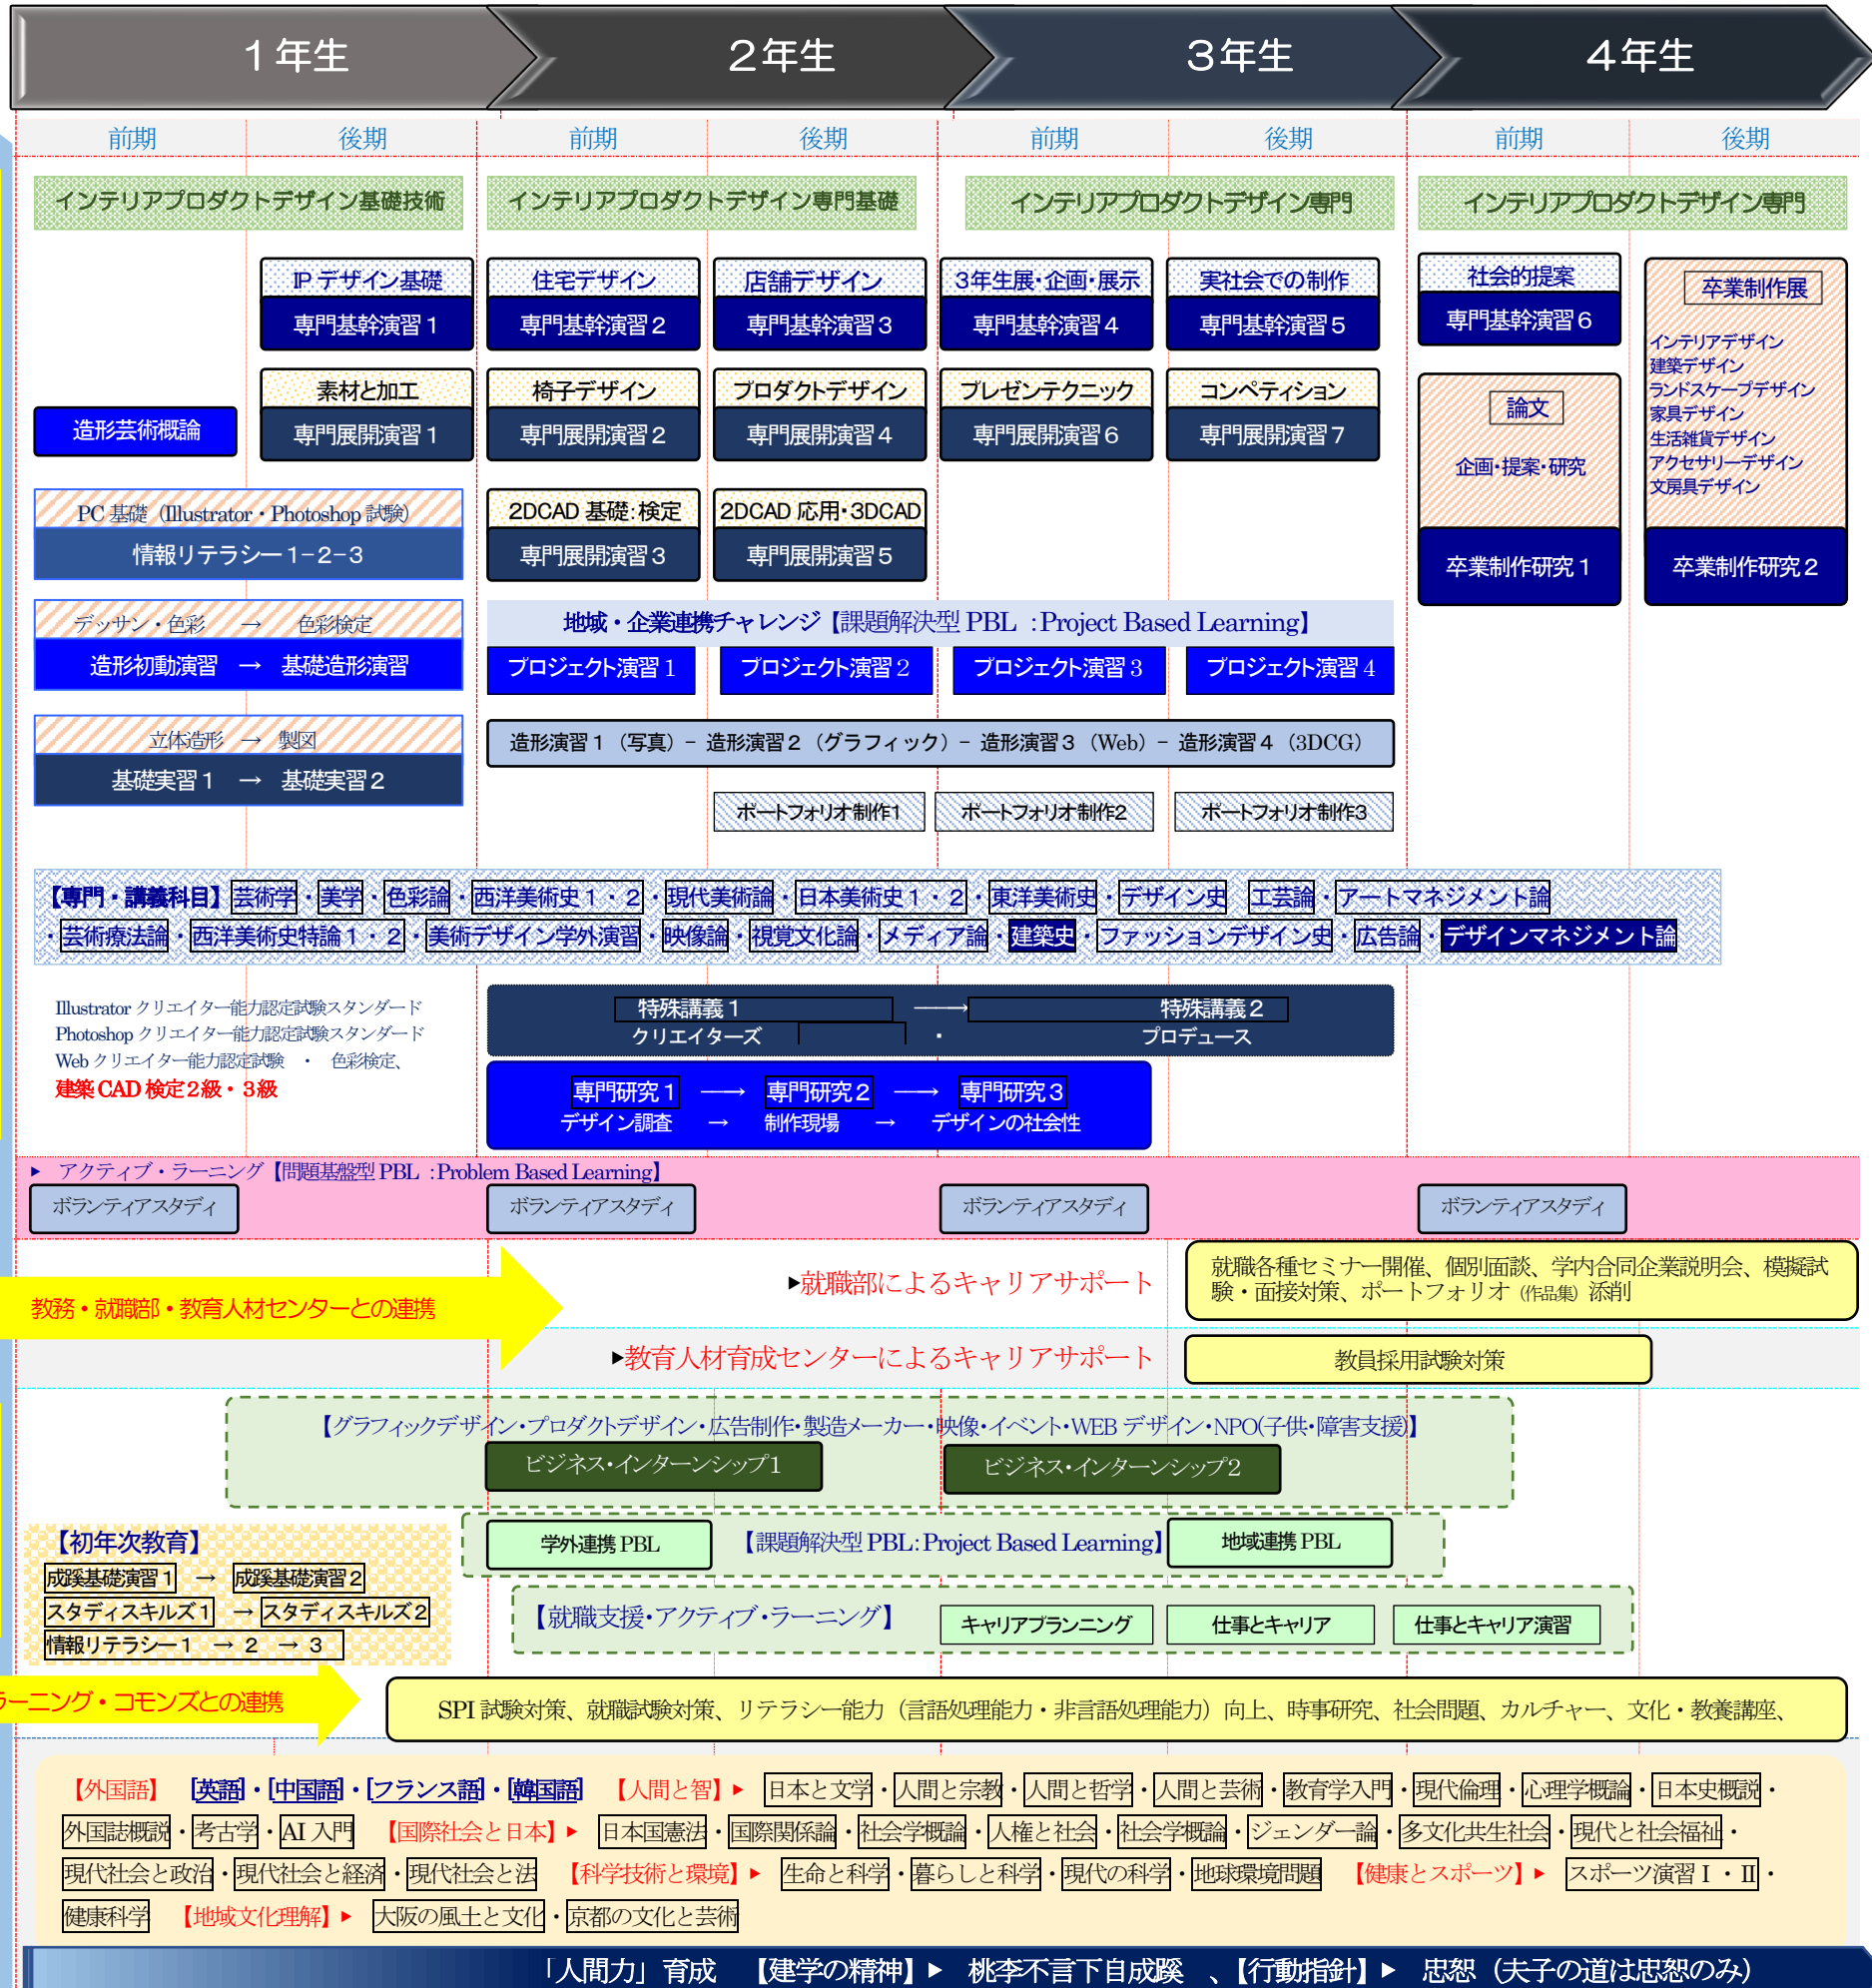 1年生 2年生 3年生 4年生
前期 後期 前期 後期 前期 後期 前期 後期
インテリアプロダクトデザイン基礎技術 インテリアプロダクトデザイン専門基礎 インテリアプロダクトデザイン専門 インテリアプロダクトデザイン専門
IP デザイン基礎 住宅デザイン 店舗デザイン 3年生展・企画・展示 実社会での制作 社会的提案
専門基幹演習1 専門基幹演習2 専門基幹演習3 専門基幹演習4 専門基幹演習5 専門基幹演習6
卒業制作展
インテリアデザイン
建築デザイン
ランドスケープデザイン
家具デザイン
生活雑貨デザイン
アクセサリーデザイン
文房具デザイン
卒業制作研究2
素材と加工 椅子デザイン プロダクトデザイン プレゼンテクニック コンペティション
造形芸術概論 専門展開演習1 専門展開演習2 専門展開演習4 専門展開演習6 専門展開演習7
論文
企画・提案・研究
卒業制作研究1
PC 基礎（Illustrator・Photoshop 試験） 2DCAD 基礎:検定 2DCAD 応用・3DCAD
情報リテラシー1-2-3 専門展開演習3 専門展開演習5
デッサン・色彩 → 色彩検定
造形初動演習 → 基礎造形演習
地域・企業連携チャレンジ【課題解決型 PBL :Project Based Learning】
プロジェクト演習1 プロジェクト演習2 プロジェクト演習3 プロジェクト演習4
立体造形 → 製図
基礎実習1 → 基礎実習2
造形演習1（写真）- 造形演習2（グラフィック）- 造形演習3（Web）- 造形演習4（3DCG）
ポートフォリオ制作1 ポートフォリオ制作2 ポートフォリオ制作3
【専門・講義科目】芸術学・美学・色彩論・西洋美術史1・2・現代美術論・日本美術史1・2・東洋美術史・デザイン史 工芸論・アートマネジメント論
・芸術療法論・西洋美術史特論1・2・美術デザイン学外演習・映像論・視覚文化論・メディア論・建築史・ファッションデザイン史 広告論・デザインマネジメント論
Illustrator クリエイター能力認定試験スタンダード
Photoshop クリエイター能力認定試験スタンダード
Web クリエイター能力認定試験 ・ 色彩検定、
建築 CAD 検定2級・3級
特殊講義1 → 特殊講義2
クリエイターズ ・ プロデュース
専門研究1 → 専門研究2 → 専門研究3
デザイン調査 → 制作現場 → デザインの社会性
▶ アクティブ・ラーニング【問題基盤型 PBL :Problem Based Learning】
ボランティアスタディ ボランティアスタディ ボランティアスタディ ボランティアスタディ
教務・就職部・教育人材センターとの連携
▶就職部によるキャリアサポート
就職各種セミナー開催、個別面談、学内合同企業説明会、模擬試
験・面接対策、ポートフォリオ（作品集）添削
▶教育人材育成センターによるキャリアサポート
教員採用試験対策
【グラフィックデザイン・プロダクトデザイン・広告制作・製造メーカー・映像・イベント・WEB デザイン・NPO(子供・障害支援)】
ビジネス・インターンシップ1 ビジネス・インターンシップ2
学外連携 PBL 【課題解決型 PBL:Project Based Learning】 地域連携 PBL
【初年次教育】
成蹊基礎演習1 → 成蹊基礎演習2
スタディスキルズ1 → スタディスキルズ2
情報リテラシー1 → 2 → 3
【就職支援・アクティブ・ラーニング】 キャリアプランニング 仕事とキャリア 仕事とキャリア演習
ラーニング・コモンズとの連携
SPI 試験対策、就職試験対策、リテラシー能力（言語処理能力・非言語処理能力）向上、時事研究、社会問題、カルチャー、文化・教養講座、
【外国語】 [英語]・[中国語]・[フランス語]・[韓国語] 【人間と智】▶ 日本と文学・人間と宗教・人間と哲学・人間と芸術・教育学入門・現代倫理・心理学概論・日本史概説・
外国誌概説・考古学・AI 入門 【国際社会と日本】▶ 日本国憲法・国際関係論・社会学概論・人権と社会・社会学概論・ジェンダー論・多文化共生社会・現代と社会福祉・
現代社会と政治・現代社会と経済・現代社会と法 【科学技術と環境】▶ 生命と科学・暮らしと科学・現代の科学・地球環境問題 【健康とスポーツ】▶ スポーツ演習Ⅰ・Ⅱ・
健康科学 【地域文化理解】▶ 大阪の風土と文化・京都の文化と芸術
「人間力」育成 【建学の精神】▶ 桃李不言下自成蹊 、【行動指針】▶ 忠恕（夫子の道は忠恕のみ）